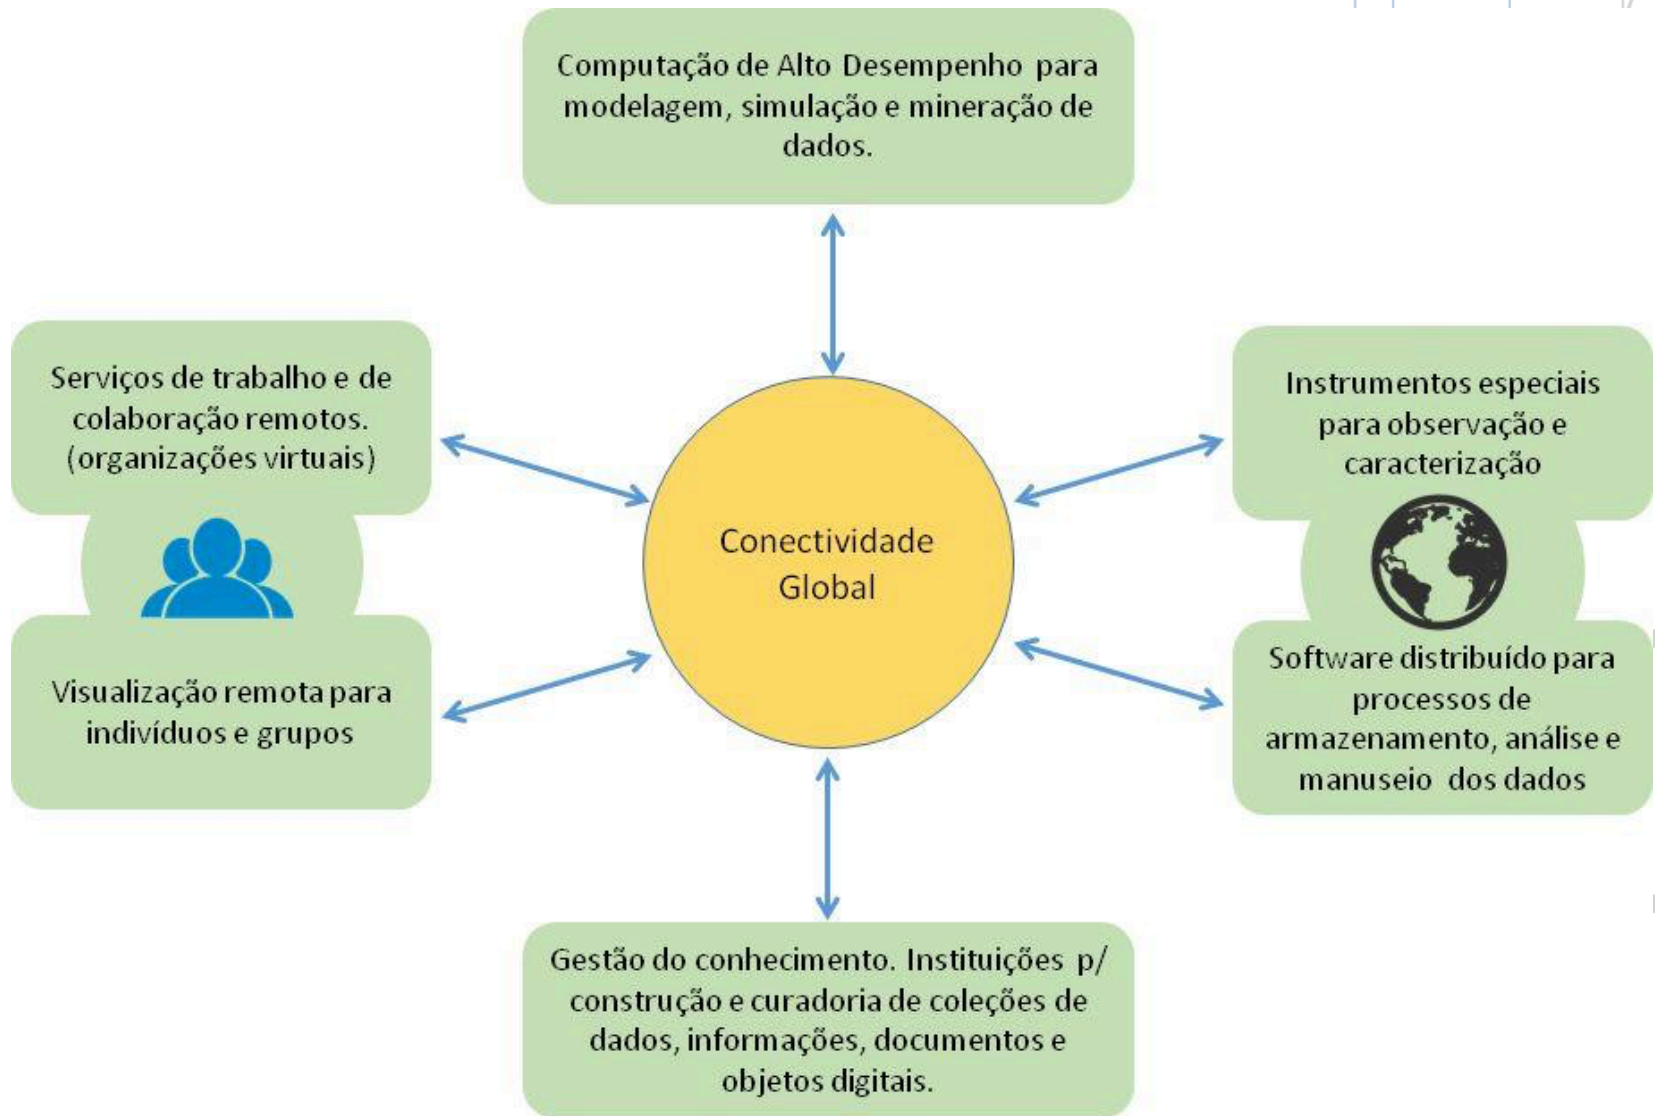 Computação de Alto Desempenho para
modelagem, simulação e mineração de
dados.
Serviços de trabalho e de
colaboração remotos.
(organizações virtuais)
Instrumentos especiais
para observação e
caracterização
Conectividade
Global
Visualização remota para
indivíduos e grupos
Software distribuído para
processos de
armazenamento, análise e
manuseio dos dados
Gestão do conhecimento. Instituições p/
construção e curadoria de coleções de
dados, informações, documentos e
objetos digitais.